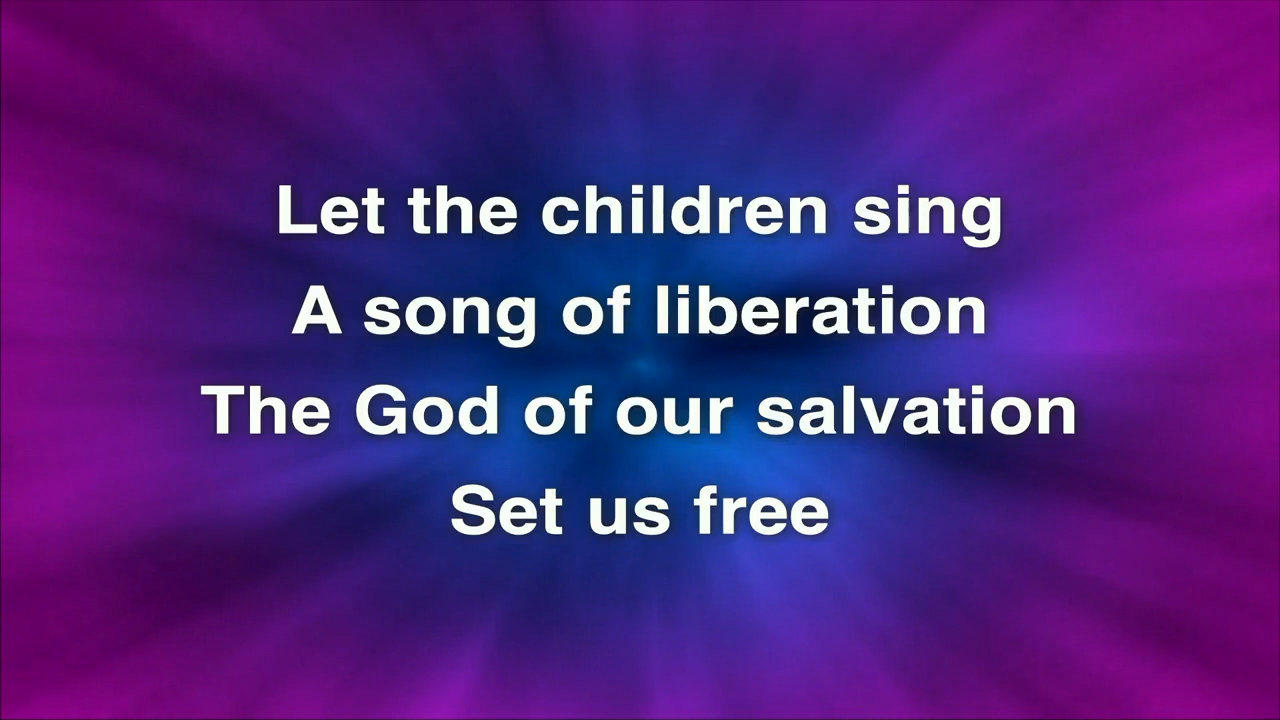 Let the children sing
A song of liberation
The God of our salvation
Set us free